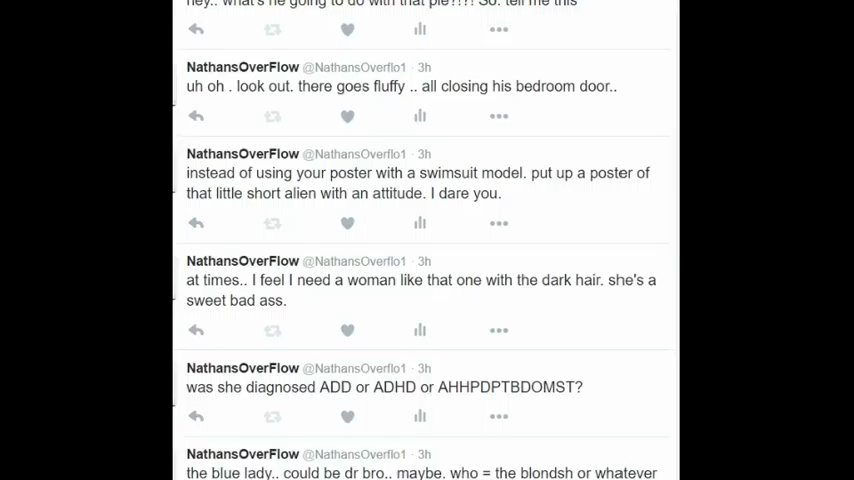 hey.. what's he going to do with that pie?!?! So. tell me this
NathansOverFlow @NathansOverflo1 · 3h
uh oh . look out. there goes fluffy .. all closing his bedroom door..
NathansOverFlow @NathansOverflo1 · 3h
instead of using your poster with a swimsuit model. put up a poster of
that little short alien with an attitude. I dare you.
NathansOverFlow @NathansOverflo1 · 3h
at times.. I feel I need a woman like that one with the dark hair. she's a
sweet bad ass.
NathansOverFlow @NathansOverflo1 · 3h
was she diagnosed ADD or ADHD or AHHPDPTBDOMST?
NathansOverFlow @NathansOverflo1 · 3h
the blue lady.. could be dr bro.. maybe. who = the blondsh or whatever